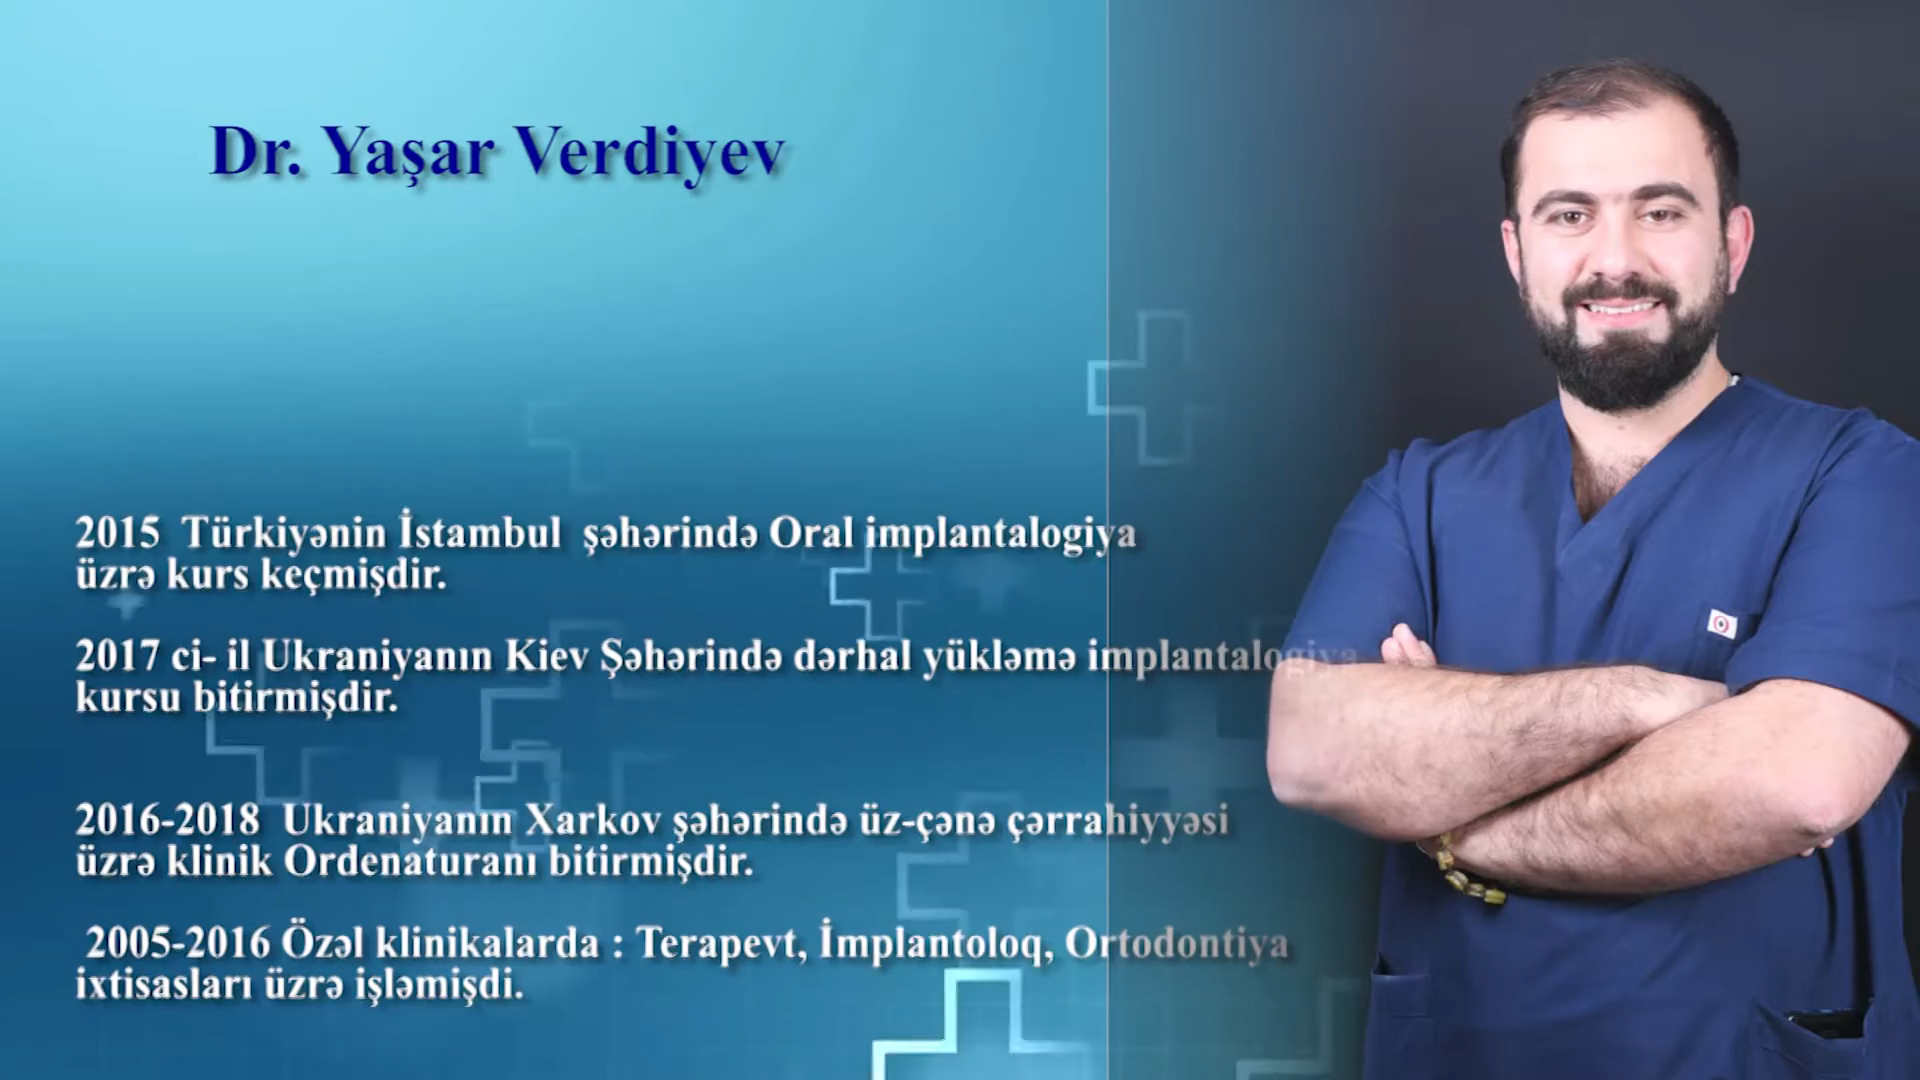 Dr. Yaşar Verdiyev
2015 Türkiyənin İstambul şəhərində Oral implantalogiya
üzrə kurs keçmişdir.
2017 ci- il Ukraniyanın Kiev Şəhərində dərhal yükləmə implantalogiya
kursu bitirmişdir.
2016-2018 Ukraniyanın Xarkov şəhərində üz-çənə çərrahiyyəsi
üzrə klinik Ordenaturanı bitirmişdir.
2005-2016 Özəl klinikalarda : Terapevt, İmplantoloq, Ortodontiya
ixtisasları üzrə işləmişdi.